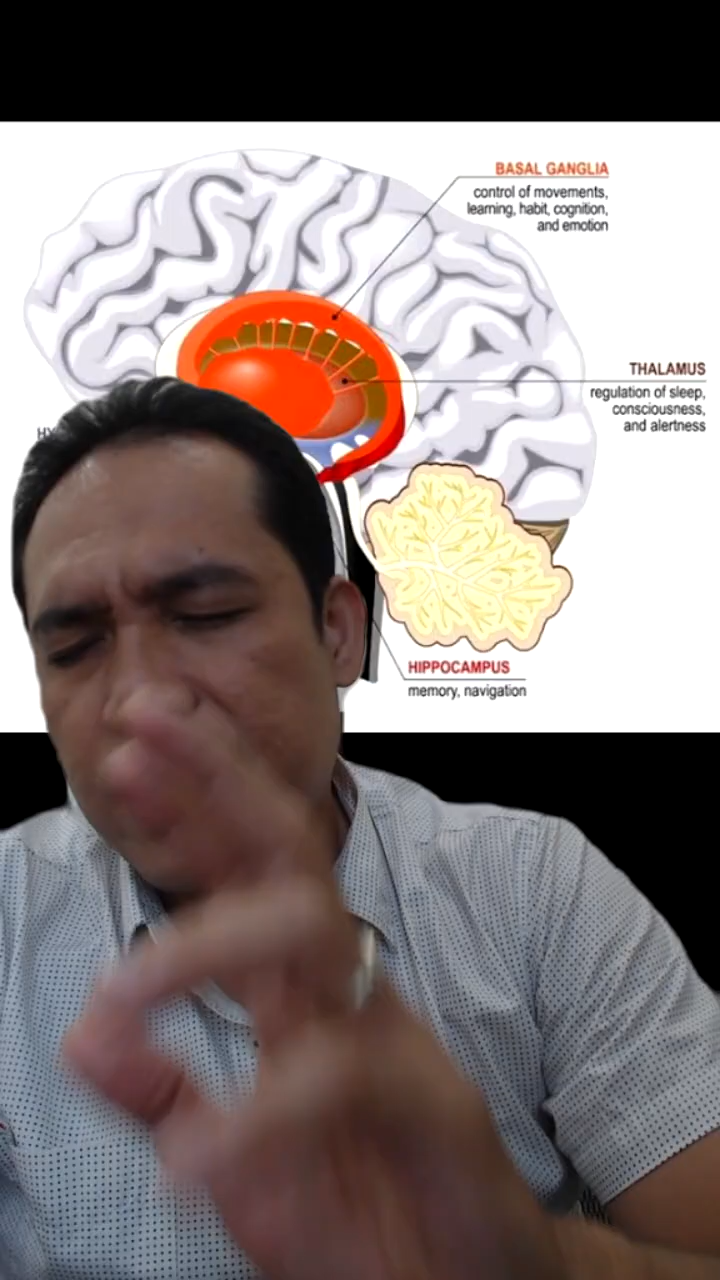 BASAL GANGLIA
control of movements,
learning, habit, cognition,
and emotion
THALAMUS
regulation of sleep,
consciousness,
and alertness
HIPPOCAMPUS
memory, navigation